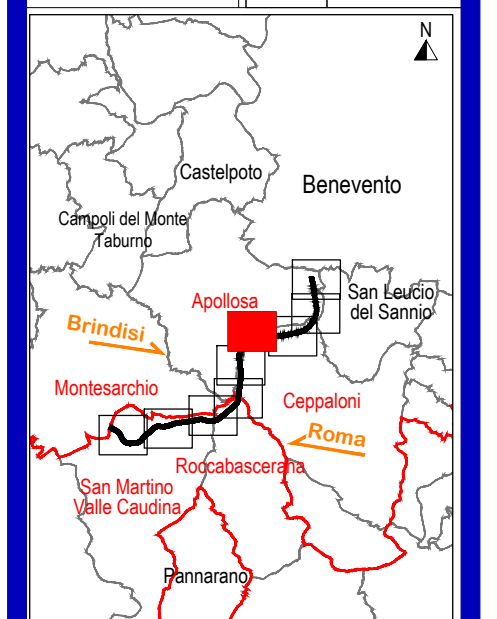 N
Castelpoto
Benevento
Campoli del Monte
Taburno
San Leucio
del Sannio
Apollosa
Brindisi
Montesarchio
Ceppaloni
Roma
Roccabascerana
San Martino
Valle Caudina
Pannarano